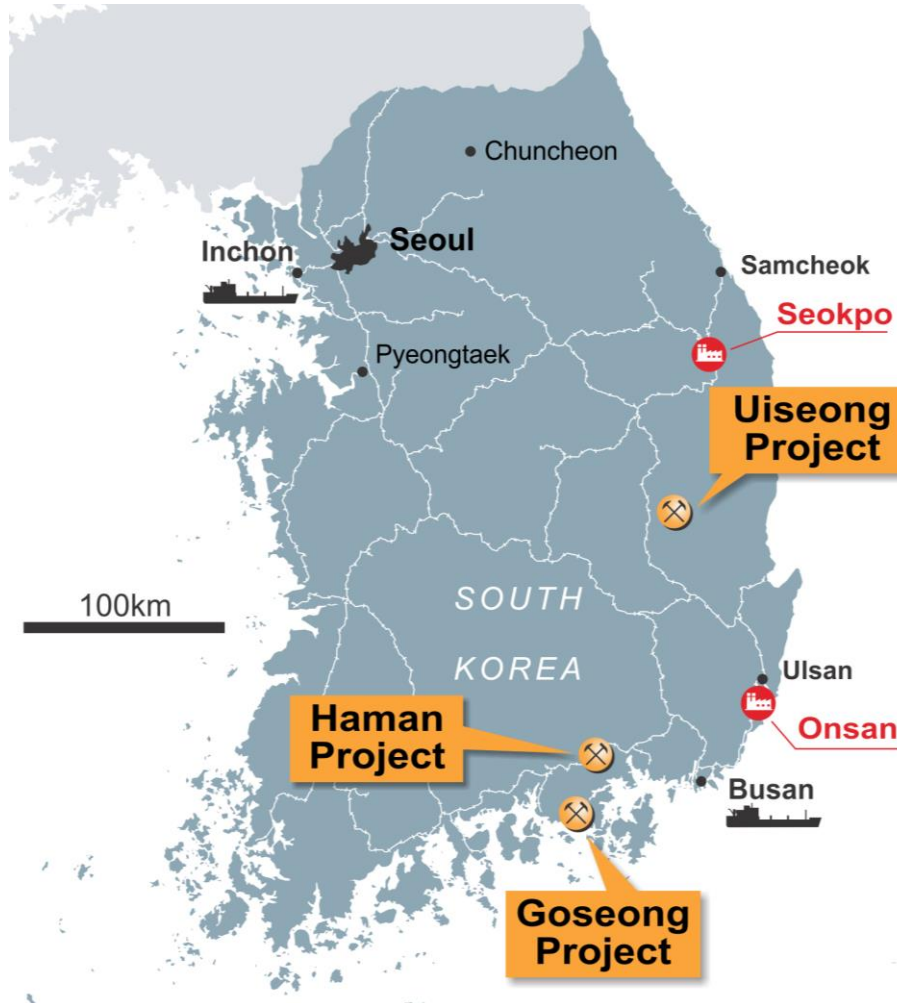 Chuncheon
Seoul
Inchon
Samcheok
Seokpo
Pyeongtaek
Uiseong
Project
100km
SOUTH
KOREA
Ulsan
Haman
Project
Onsan
Busan
Goseong
Project